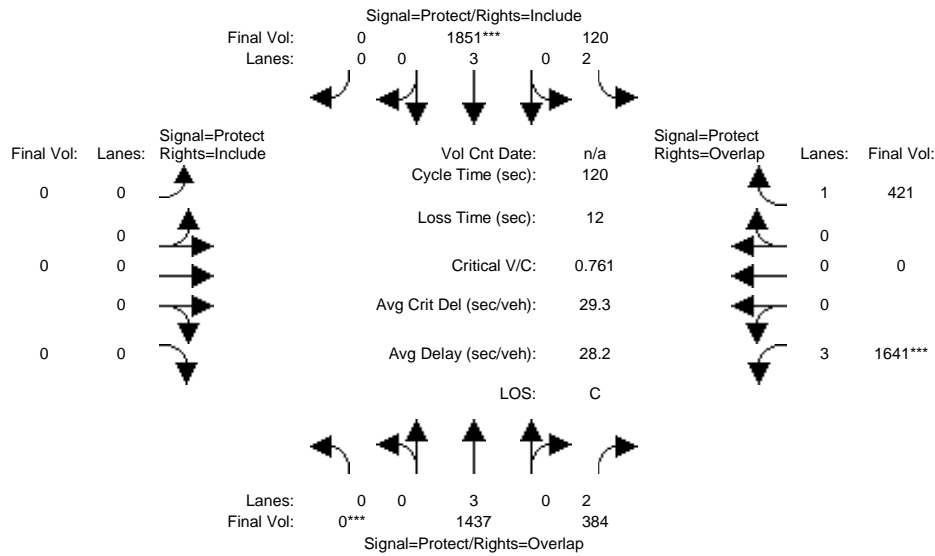 Signal=Protect/Rights=Include
Final Vol: 0 1851*** 120
Lanes: 0 0 3 0 2
Signal=Protect
Final Vol: Lanes: Rights=Include
Vol Cnt Date: n/a
Signal=Protect
Rights=Overlap Lanes: Final Vol:
Cycle Time (sec): 120
0 0
1 421
Loss Time (sec): 12
0
0
0 0
Critical V/C: 0.761
0 0
0
Avg Crit Del (sec/veh): 29.3
0
0 0
Avg Delay (sec/veh): 28.2
3 1641***
LOS: C
Lanes: 0 0 3 0 2
Final Vol: 0*** 1437 384
Signal=Protect/Rights=Overlap